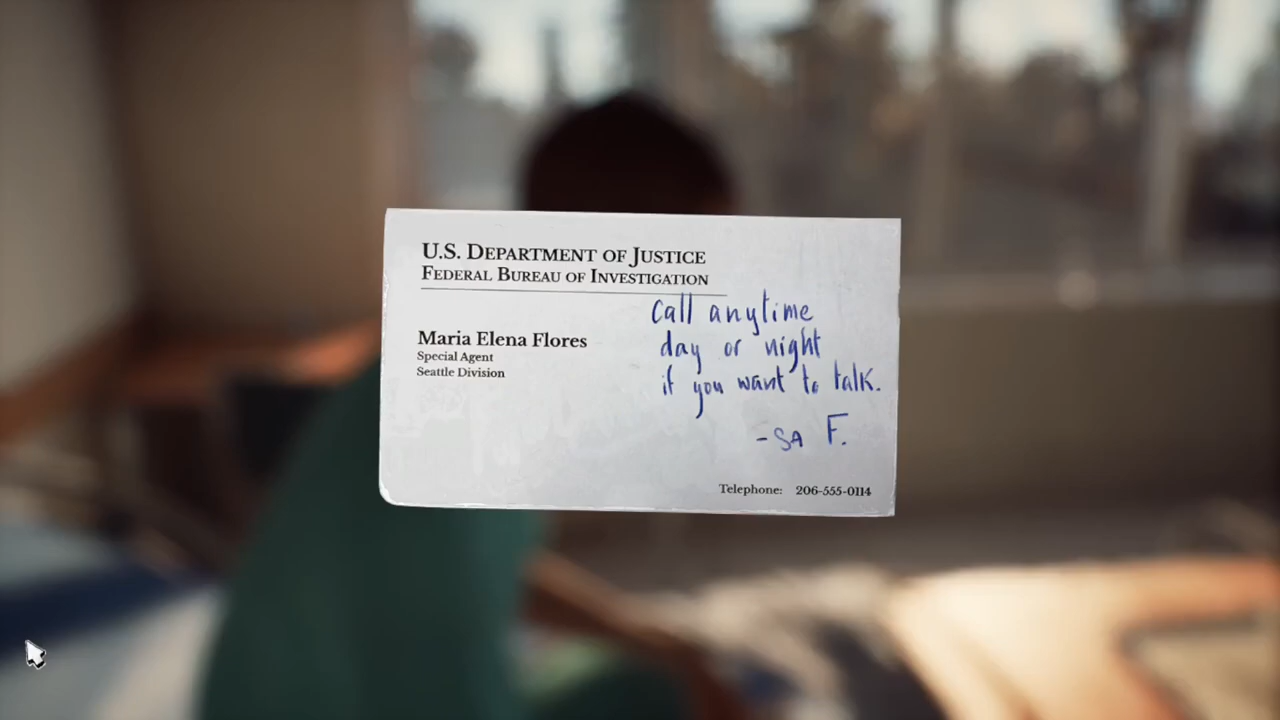 U.S. Department of Justice
Federal Bureau of Investigation
Maria Elena Flores
Special Agent
Seattle Division
Call anytime
day or night
if you want to talk.
-SA F.
Telephone: 206-555-0114